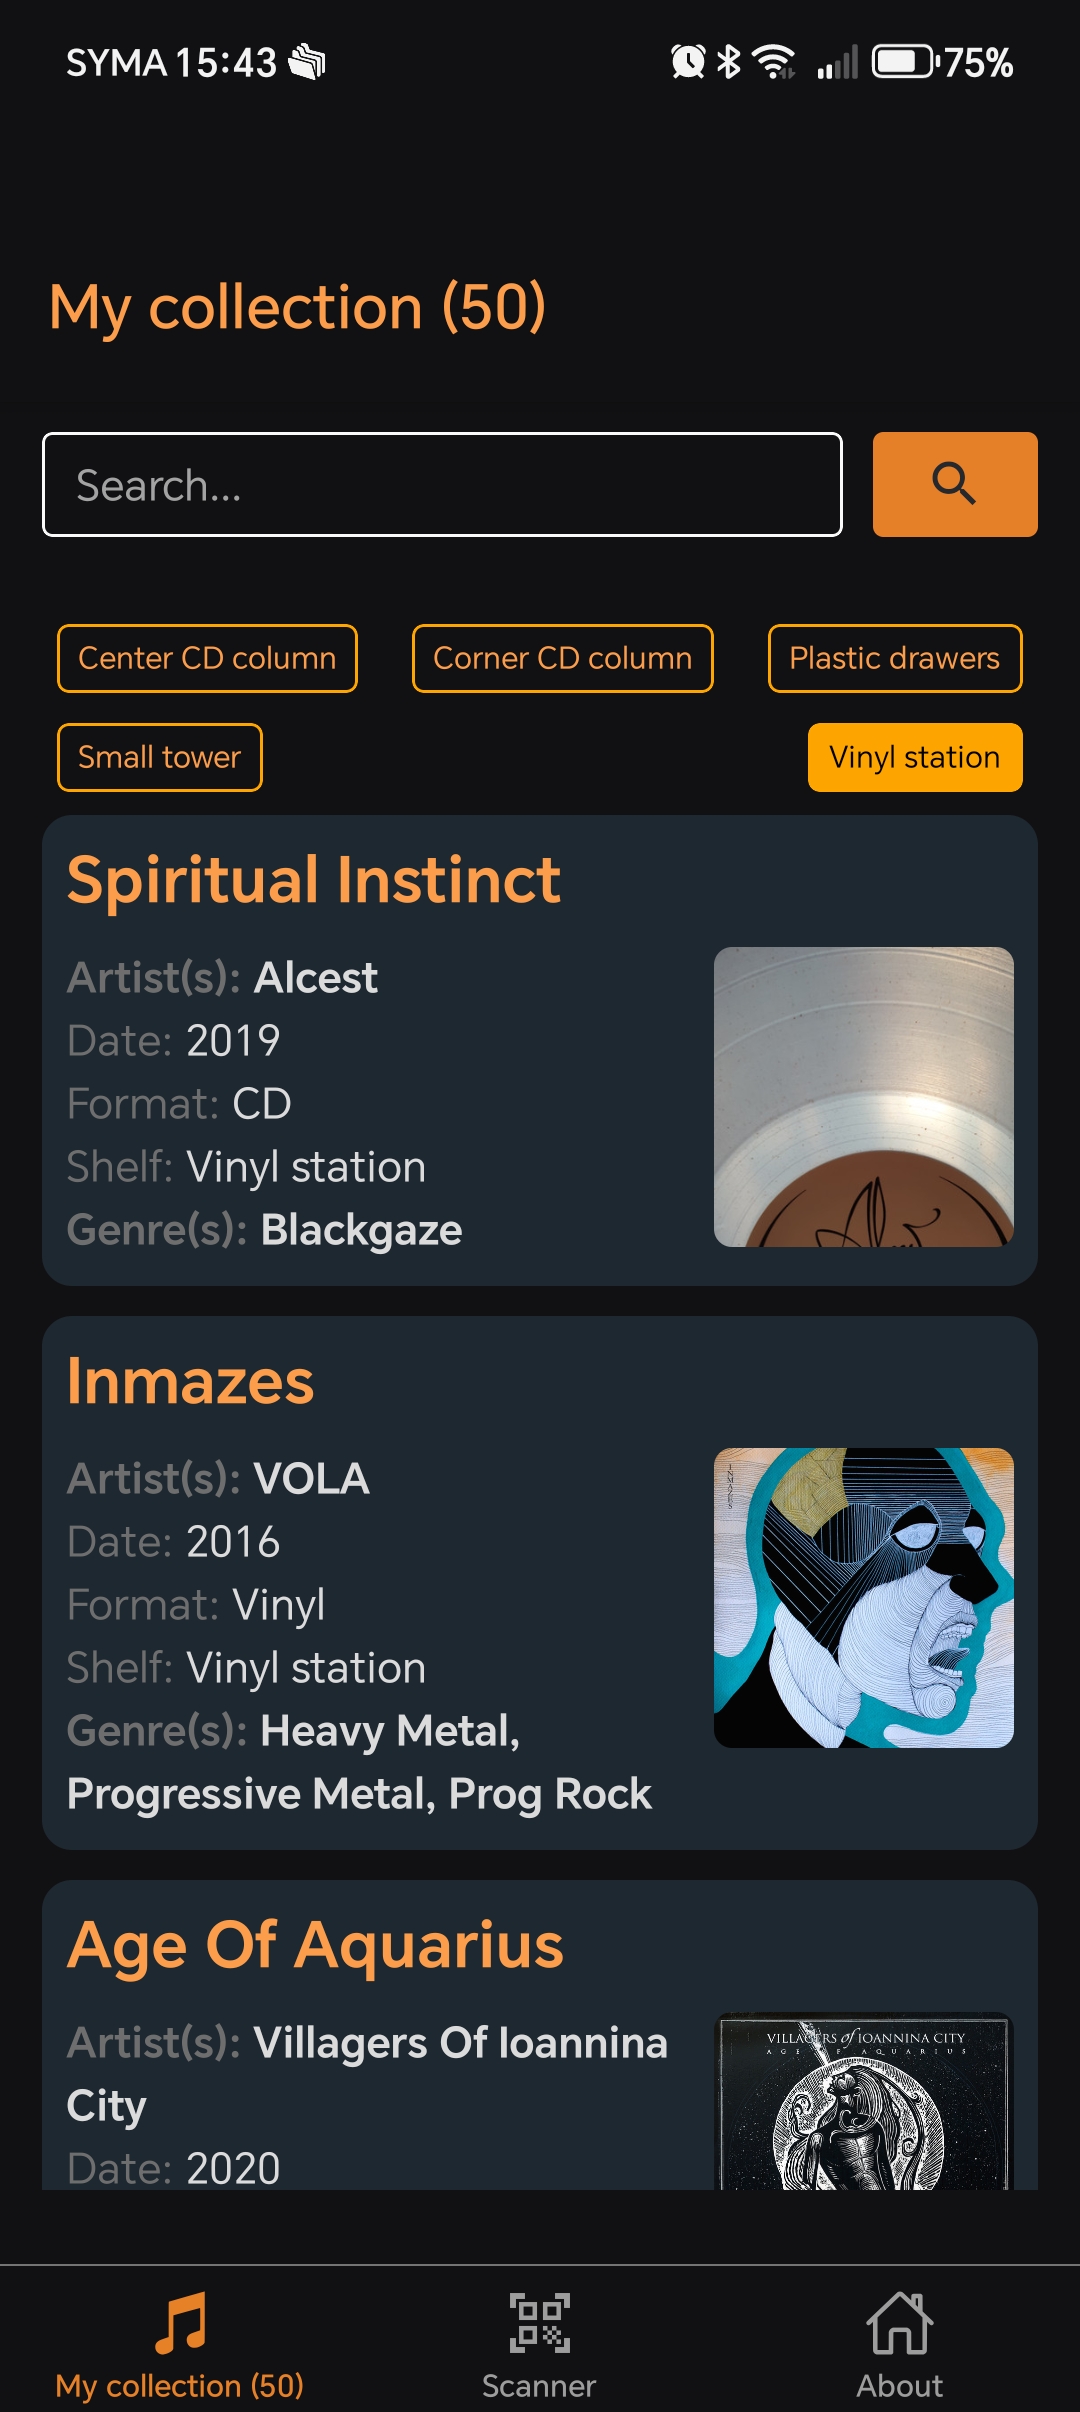 SYMA 15:43 75%
My collection (50)
Search...
Center CD column Corner CD column Plastic drawers
Small tower Vinyl station
Spiritual Instinct
Artist(s): Alcest
Date: 2019
Format: CD
Shelf: Vinyl station
Genre(s): Blackgaze
Inmazes
Artist(s): VOLA
Date: 2016
Format: Vinyl
Shelf: Vinyl station
Genre(s): Heavy Metal,
Progressive Metal, Prog Rock
INMAZES
Age Of Aquarius
Artist(s): Villagers Of Ioannina
City
Date: 2020
VILLAGERS of IOANNINA CITY
AGE OF AQUARIUS
My collection (50) Scanner About